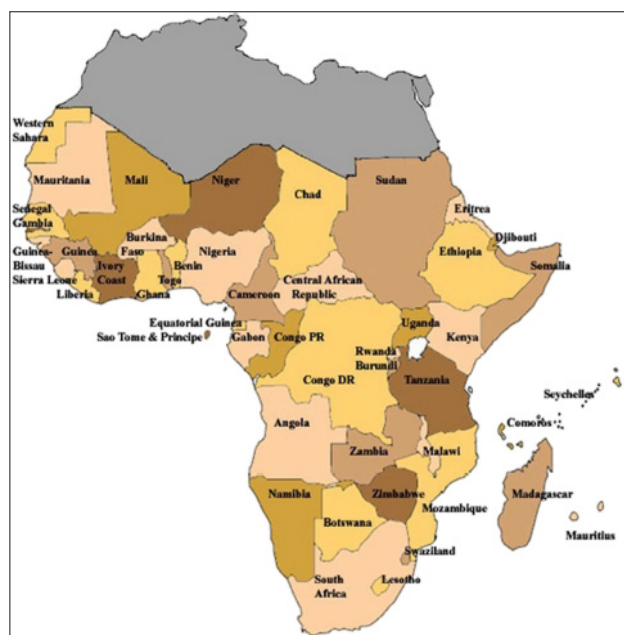 Western
Sahara
Mauritania
Mali
Niger
Chad
Sudan
Eritrea
Senegal
Gambia
Burkina
Faso
Nigeria
Djibouti
Ethiopia
Guinea-
Bissau
Guinea
Ivory
Coast
Benin
Togo
Somalia
Sierra Leone
Liberia
Ghana
Cameroon
Central African
Republic
Equatorial Guinea
Sao Tome & Principe
Gabon
Congo PR
Uganda
Kenya
Rwanda
Burundi
Congo DR
Tanzania
Seychelles
Angola
Comoros
Zambia
Malawi
Namibia
Zimbabwe
Madagascar
Mozambique
Botswana
Mauritius
Swaziland
South
Africa
Lesotho